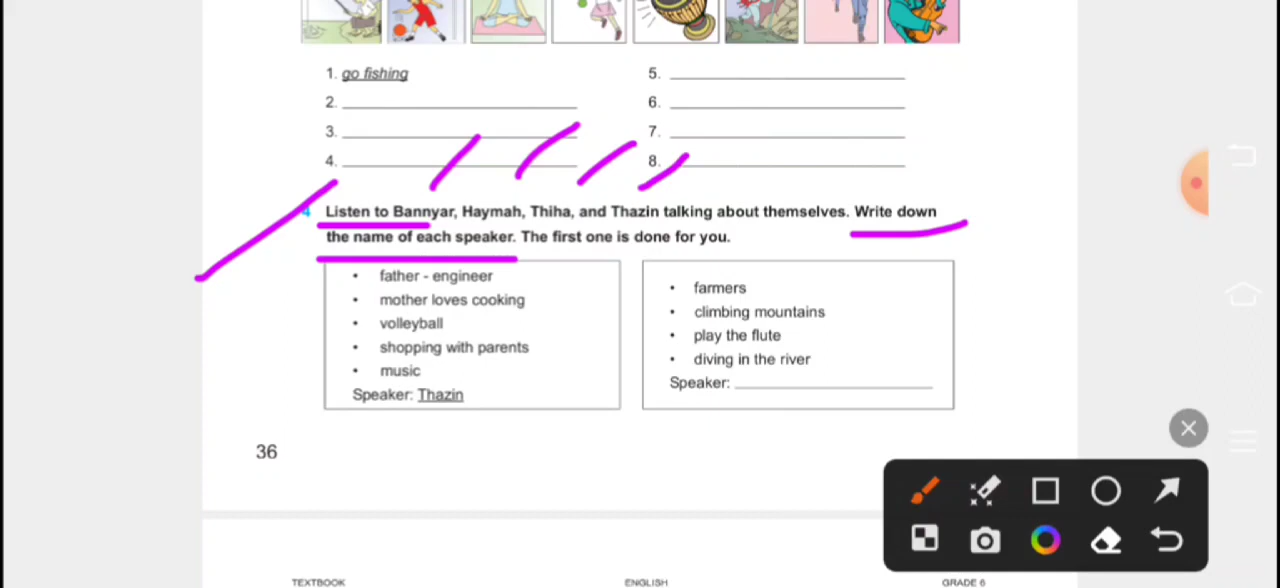 1. go fishing
2.
3.
4.
5.
6.
7.
8.
4 Listen to Bannyar, Haymah, Thiha, and Thazin talking about themselves. Write down
the name of each speaker. The first one is done for you.
• father - engineer
• mother loves cooking
• volleyball
• shopping with parents
• music
Speaker: Thazin
• farmers
• climbing mountains
• play the flute
• diving in the river
Speaker:
36
TEXTBOOK ENGLISH GRADE 6